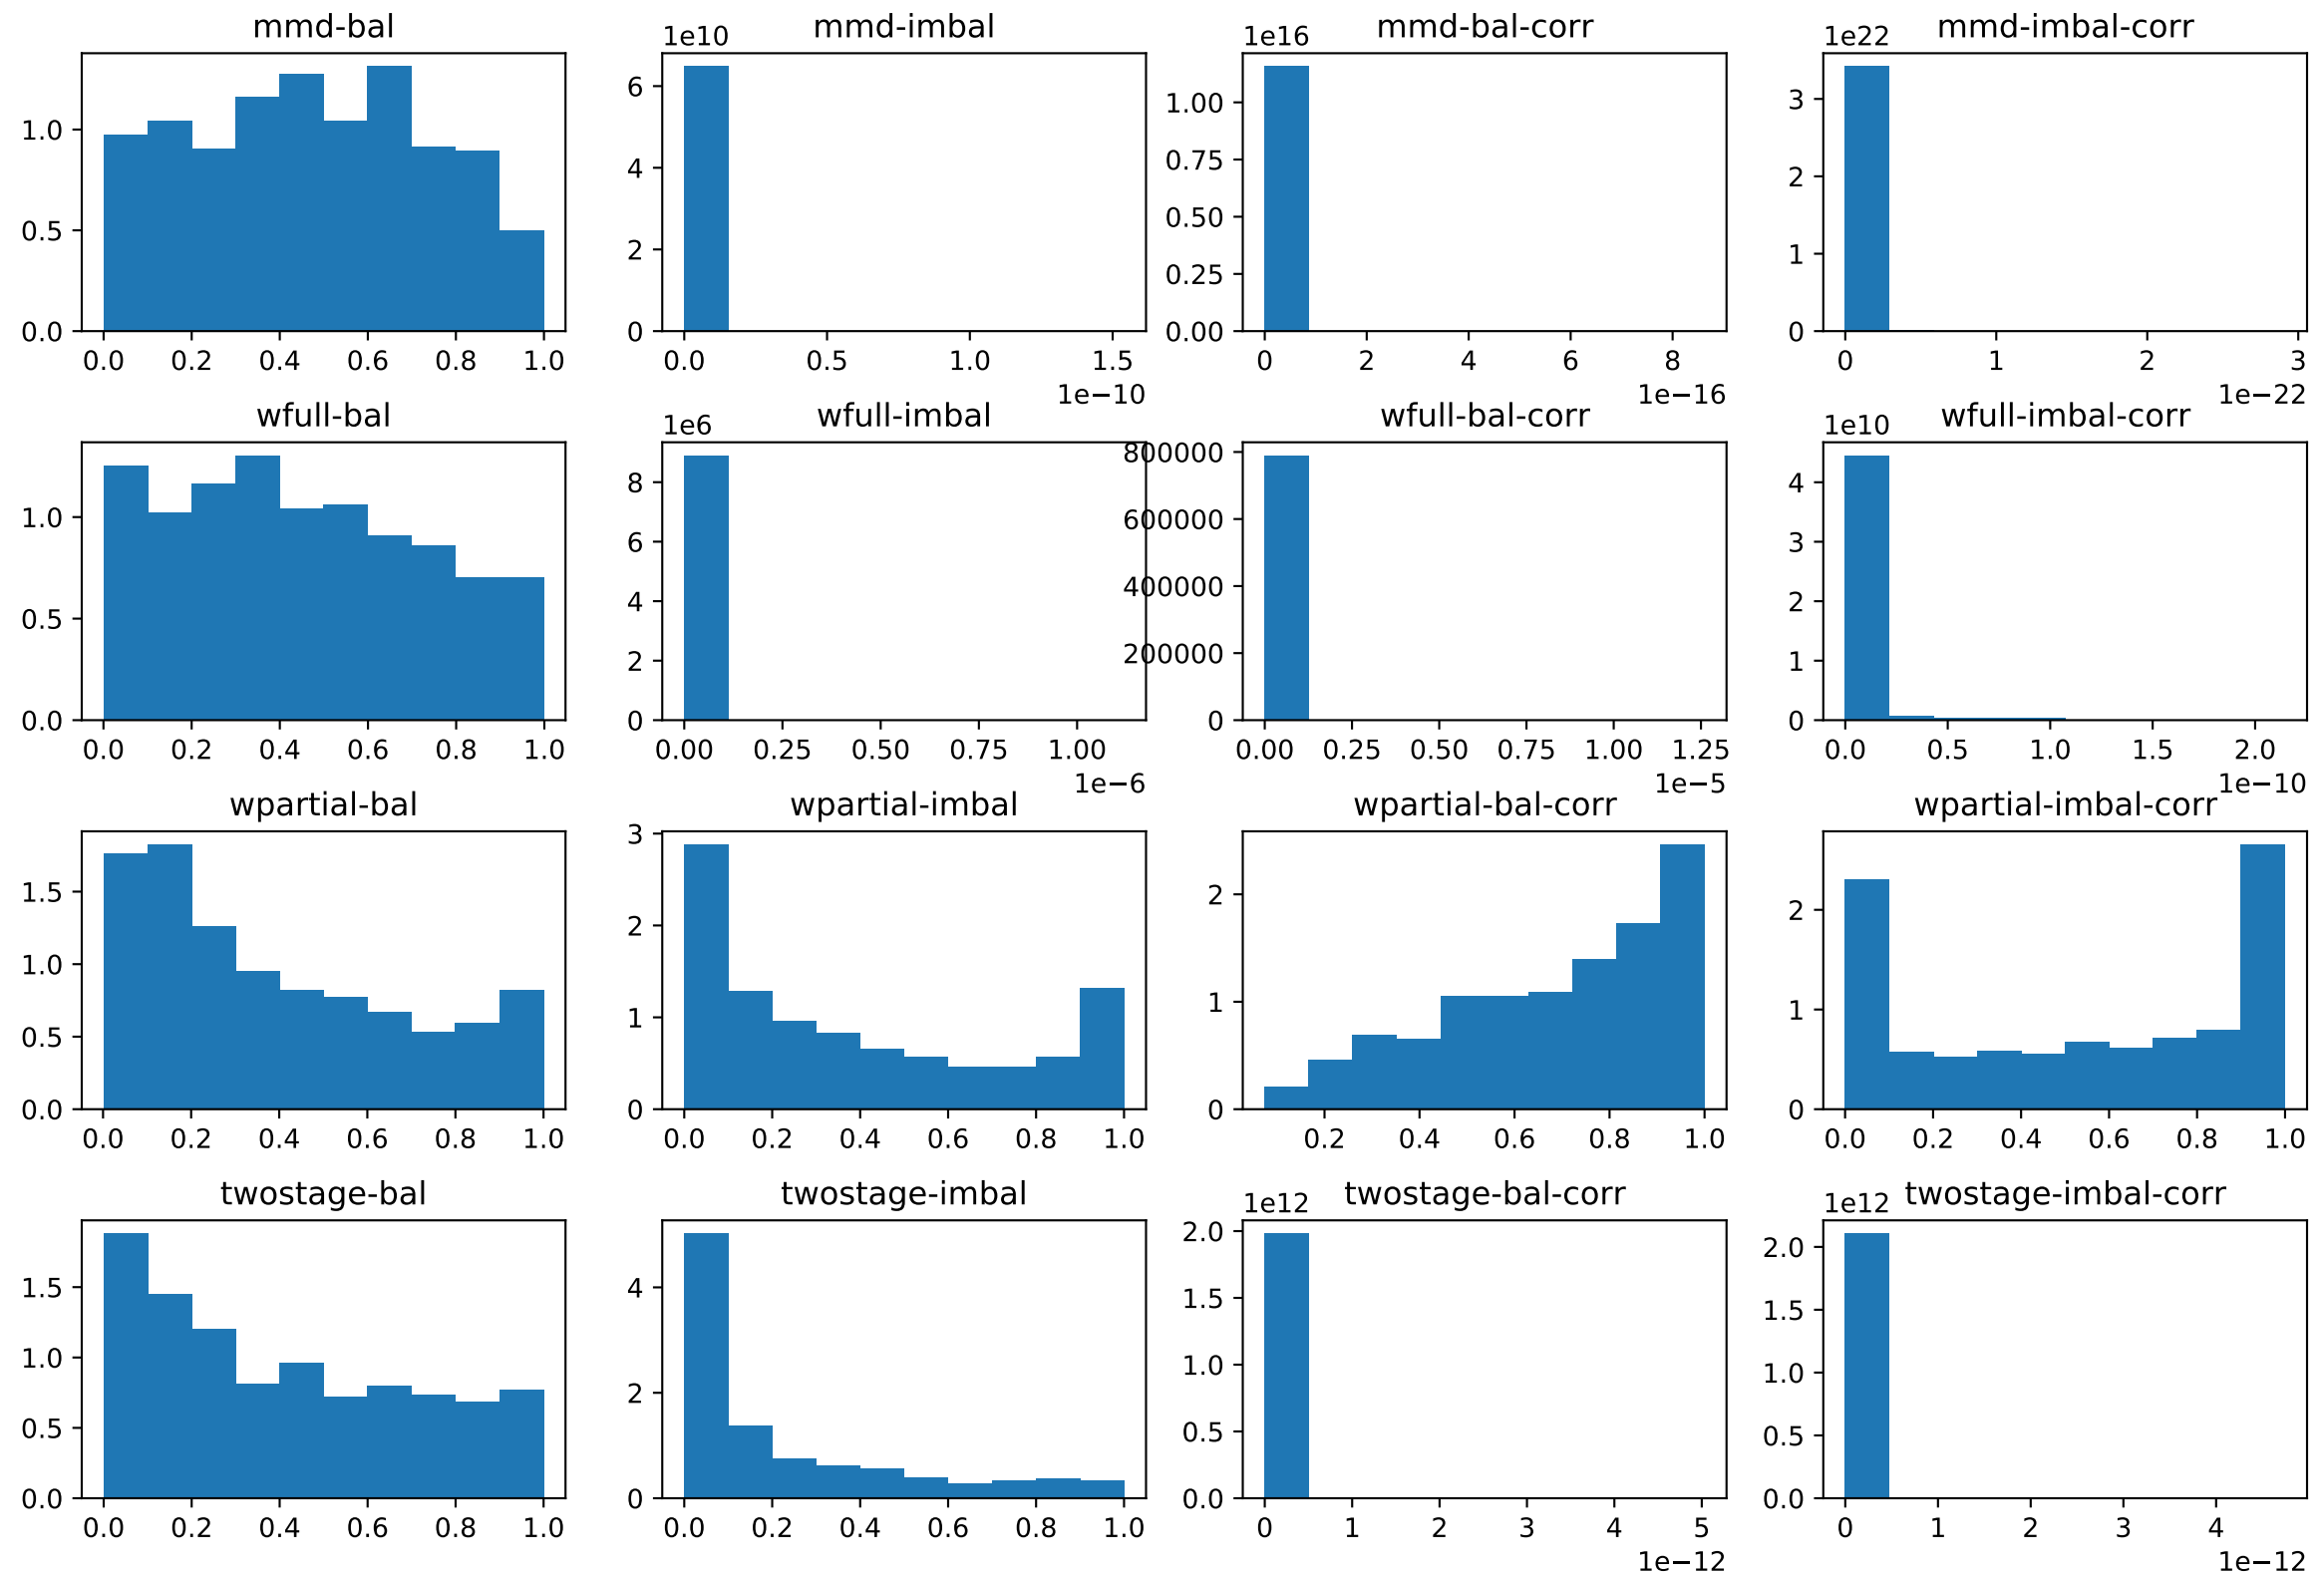 mmd-bal
0.0
0.5
1.0
0.0 0.2 0.4 0.6 0.8 1.0
mmd-imbal
1e10
0
2
4
6
0.0 0.5 1.0 1.5
1e−10
mmd-bal-corr
1e16
0.00
0.25
0.50
0.75
1.00
0 2 4 6 8
1e−16
mmd-imbal-corr
1e22
0
1
2
3
0 1 2 3
1e−22
wfull-bal
0.0
0.5
1.0
0.0 0.2 0.4 0.6 0.8 1.0
wfull-imbal
1e6
0
2
4
6
8
0.00 0.25 0.50 0.75 1.00
1e−6
wfull-bal-corr
0
200000
400000
600000
800000
0.00 0.25 0.50 0.75 1.00 1.25
1e−5
wfull-imbal-corr
1e10
0
1
2
3
4
0.0 0.5 1.0 1.5 2.0
1e−10
wpartial-bal
0.0
0.5
1.0
1.5
0.0 0.2 0.4 0.6 0.8 1.0
wpartial-imbal
0
1
2
3
0.0 0.2 0.4 0.6 0.8 1.0
wpartial-bal-corr
0
1
2
0.2 0.4 0.6 0.8 1.0
wpartial-imbal-corr
0
1
2
0.0 0.2 0.4 0.6 0.8 1.0
twostage-bal
0.0
0.5
1.0
1.5
0.0 0.2 0.4 0.6 0.8 1.0
twostage-imbal
0
2
4
0.0 0.2 0.4 0.6 0.8 1.0
twostage-bal-corr
1e12
0.0
0.5
1.0
1.5
2.0
0 1 2 3 4 5
1e−12
twostage-imbal-corr
1e12
0.0
0.5
1.0
1.5
2.0
0 1 2 3 4
1e−12